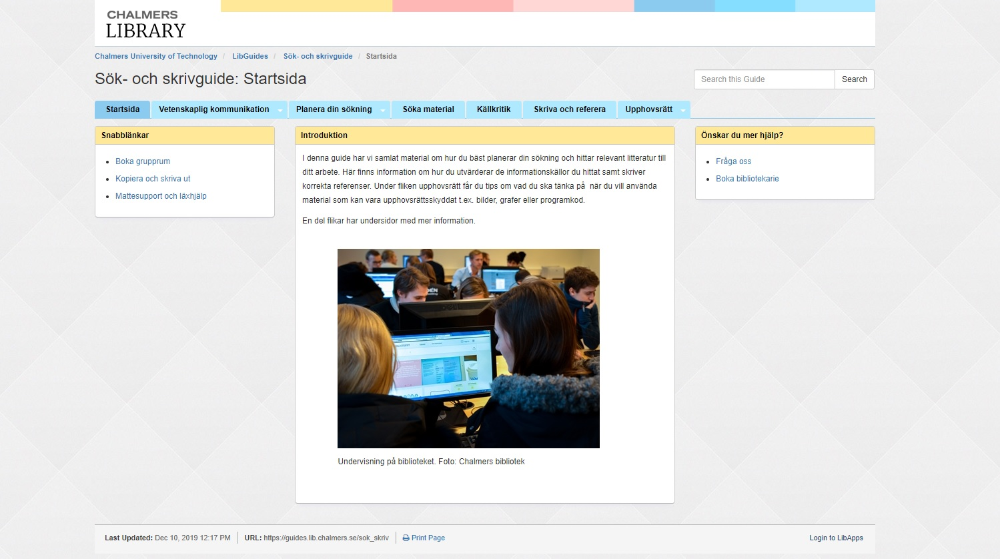 CHALMERS
LIBRARY
Chalmers University of Technology / LibGuides / Sök- och skrivguide / Startsida
Sök- och skrivguide: Startsida
Search this Guide Search
Startsida Vetenskaplig kommunikation Planera din sökning Söka material Källkritik Skriva och referera Upphovsrätt
Snabblänkar
Boka grupprum
Kopiera och skriva ut
Mattesupport och läxhjälp
Introduktion
I denna guide har vi samlat material om hur du bäst planerar din sökning och hittar relevant litteratur till
ditt arbete. Här finns information om hur du utvärderar de informationskällor du hittat samt skriver
korrekta referenser. Under fliken upphovsrätt får du tips om vad du ska tänka på när du vill använda
material som kan vara upphovsrättsskyddat t.ex. bilder, grafer eller programkod.
En del flikar har undersidor med mer information.
DELL
Undervisning på biblioteket. Foto: Chalmers bibliotek
Önskar du mer hjälp?
Fråga oss
Boka bibliotekarie
Last Updated: Dec 10, 2019 12:17 PM URL: https://guides.lib.chalmers.se/sok_skriv Print Page Login to LibApps